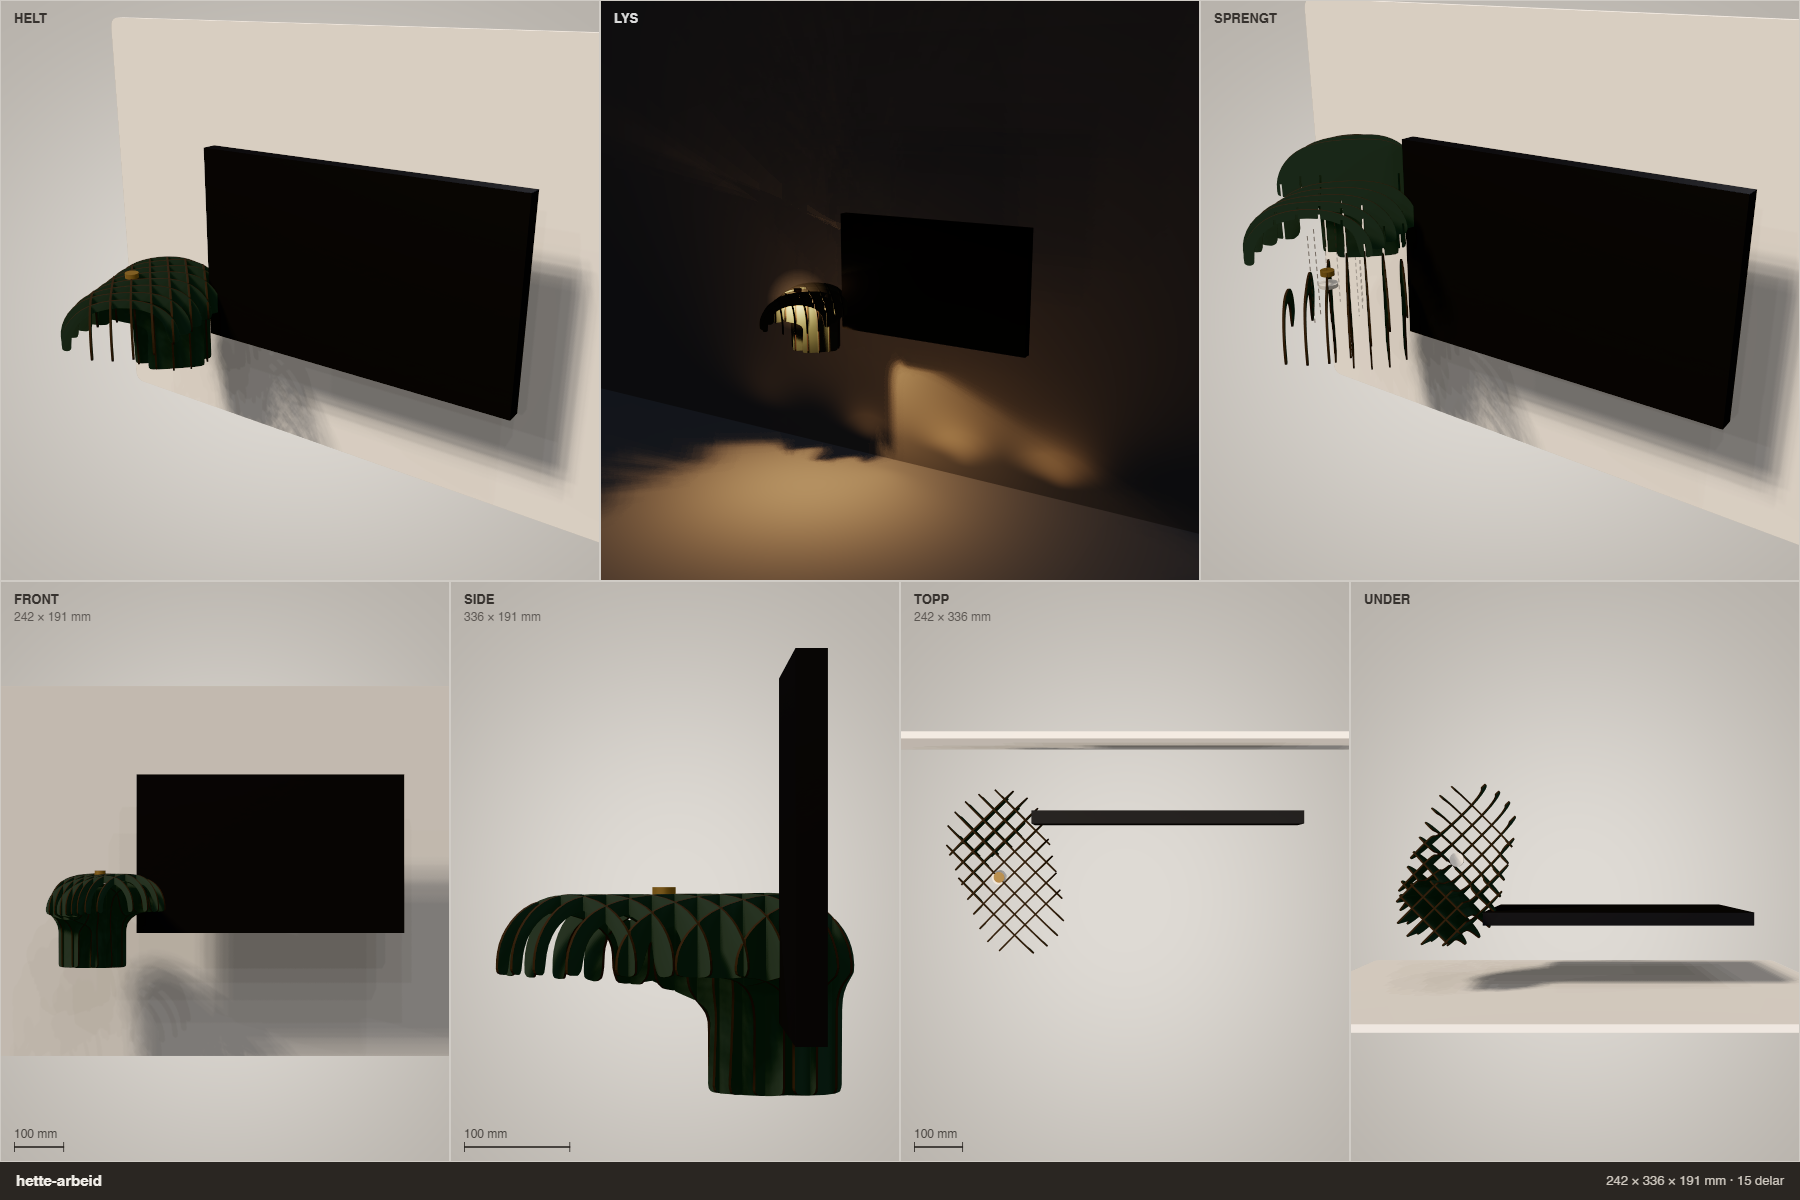 HELT
LYS
SPRENGT
FRONT
242 × 191 mm
SIDE
336 × 191 mm
TOPP
242 × 336 mm
UNDER
100 mm
100 mm
100 mm
hette-arbeid
242 × 336 × 191 mm · 15 delar